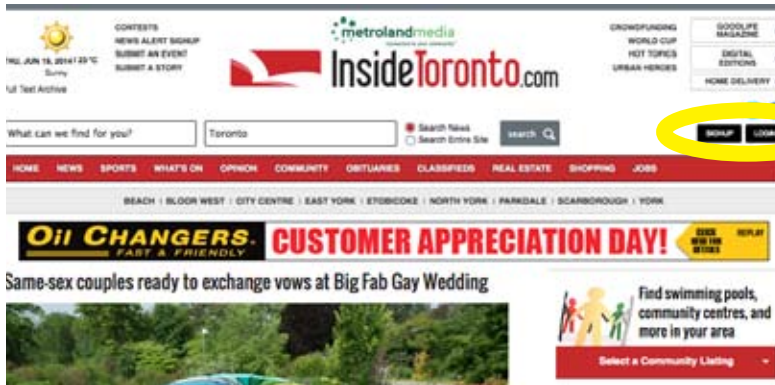 CONTESTS
NEWS ALERT SIGNUP
SUBMIT AN EVENT
SUBMIT A STORY
THU, JUN 19, 2014 | 23 °C
Sunny
Full Text Archive
metrolandmedia
InsideToronto.com
CROWDFUNDING
WORLD CUP
HOT TOPICS
URBAN HEROES
GOODLIFE
MAGAZINE
DIGITAL
EDITIONS
HOME DELIVERY
What can we find for you?
Toronto
Search News
Search Entire Site
search
SIGNUP
LOGIN
HOME NEWS SPORTS WHAT'S ON OPINION COMMUNITY OBITUARIES CLASSIFIEDS REAL ESTATE SHOPPING JOBS
BEACH | BLOOR WEST | CITY CENTRE | EAST YORK | ETOBICOKE | NORTH YORK | PARKDALE | SCARBOROUGH | YORK
Oil CHANGERS.
FAST & FRIENDLY
CUSTOMER APPRECIATION DAY!
CLICK
HERE FOR
DETAILS
REPLAY
Same-sex couples ready to exchange vows at Big Fab Gay Wedding
Find swimming pools,
community centres, and
more in your area
Select a Community Listing